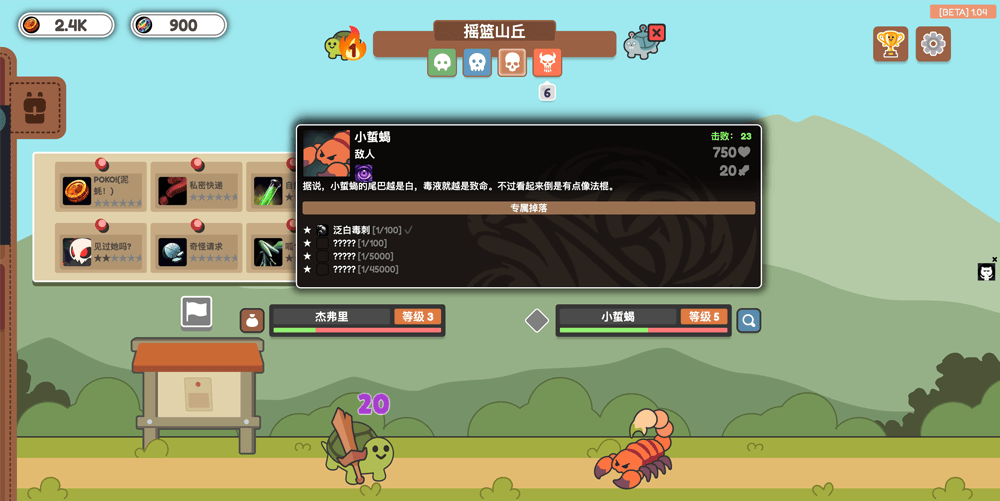 [BETA] 1.04
2.4K
900
摇篮山丘
1
6
小蜇蝎
敌人
击败： 23
750
20
据说，小蜇蝎的尾巴越是白，毒液就越是致命。不过看起来倒是有点像法棍。
专属掉落
★ 泛白毒刺 [1/100] ✓
★ ????? [1/100]
★ ????? [1/5000]
★ ????? [1/45000]
POKO!(泥
蚝！)
私密快递
自
见过她吗?
奇怪请求
呱
杰弗里
等级 3
小蜇蝎
等级 5
20